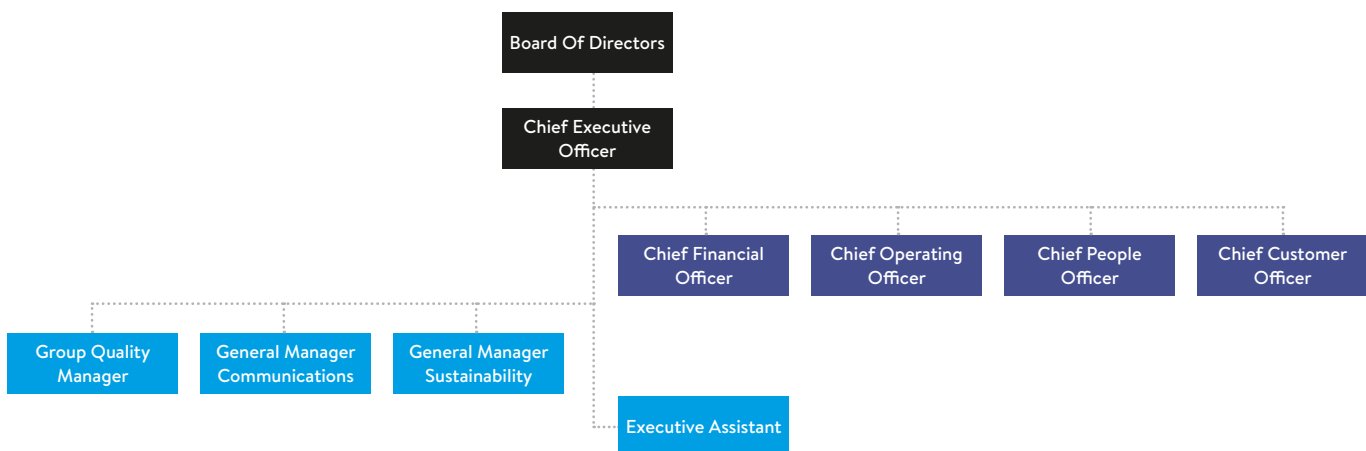 Board Of Directors
Chief Executive
Officer
Chief Financial
Officer
Chief Operating
Officer
Chief People
Officer
Chief Customer
Officer
Group Quality
Manager
General Manager
Communications
General Manager
Sustainability
Executive Assistant